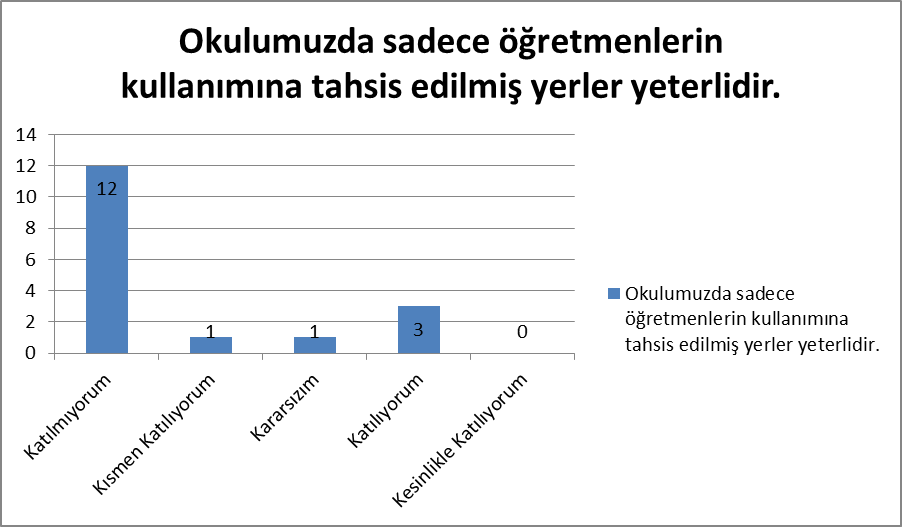 Okulumuzda sadece öğretmenlerin
kullanımına tahsis edilmiş yerler yeterlidir.
14
12
10
8
6
4
2
0
12
1
1
3
0
Katılmıyorum
Kısmen Katılıyorum
Kararsızım
Katılıyorum
Kesinlikle Katılıyorum
Okulumuzda sadece
öğretmenlerin kullanımına
tahsis edilmiş yerler yeterlidir.